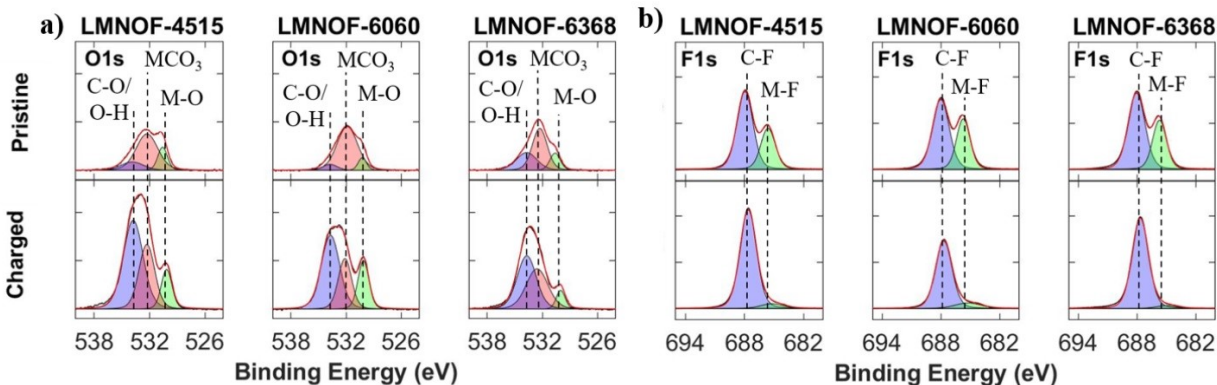 a) LMNOF-4515 LMNOF-6060 LMNOF-6368
O1s MCO₃ O1s MCO₃ O1s MCO₃
C-O/ O-H M-O C-O/ O-H M-O C-O/ O-H M-O
Pristine
Charged
538 532 526 538 532 526 538 532 526
Binding Energy (eV)
b) LMNOF-4515 LMNOF-6060 LMNOF-6368
F1s C-F F1s C-F F1s C-F
M-F M-F M-F
694 688 682 694 688 682 694 688 682
Binding Energy (eV)